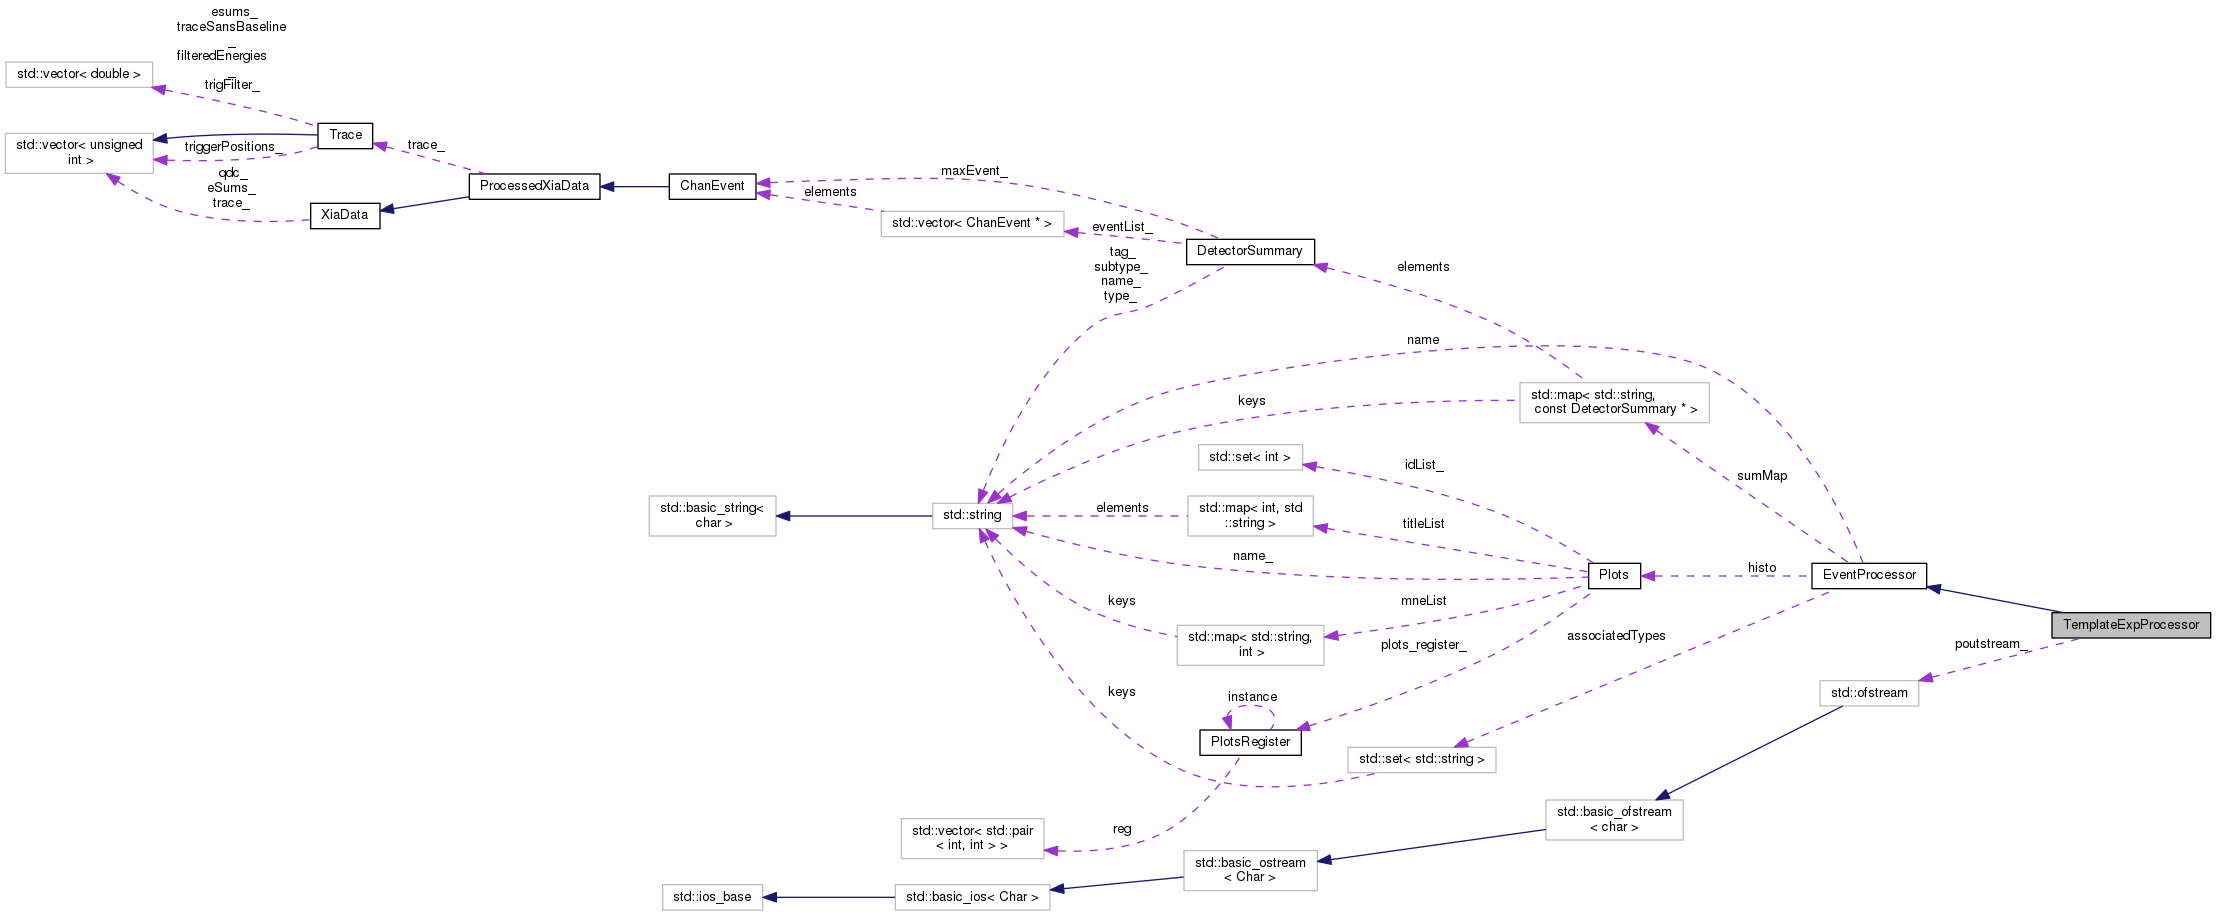 esums_
traceSansBaseline
_
filteredEnergies
_
trigFilter_
std::vector< double >
Trace
std::vector< unsigned
int >
triggerPositions_
trace_
qdc_
eSums_
trace_
XiaData
ProcessedXiaData
ChanEvent
maxEvent_
elements
std::vector< ChanEvent * >
eventList_
DetectorSummary
tag_
subtype_
name_
type_
elements
name
keys
std::map< std::string,
const DetectorSummary * >
std::set< int >
idList_
sumMap
std::basic_string<
char >
std::string
elements
std::map< int, std
::string >
titleList
name_
Plots
histo
EventProcessor
keys
std::map< std::string,
int >
mneList
associatedTypes
TemplateExpProcessor
plots_register_
poutstream_
keys
instance
std::ofstream
PlotsRegister
std::set< std::string >
std::vector< std::pair
< int, int > >
reg
std::basic_ofstream
< char >
std::basic_ostream
< Char >
std::ios_base
std::basic_ios< Char >